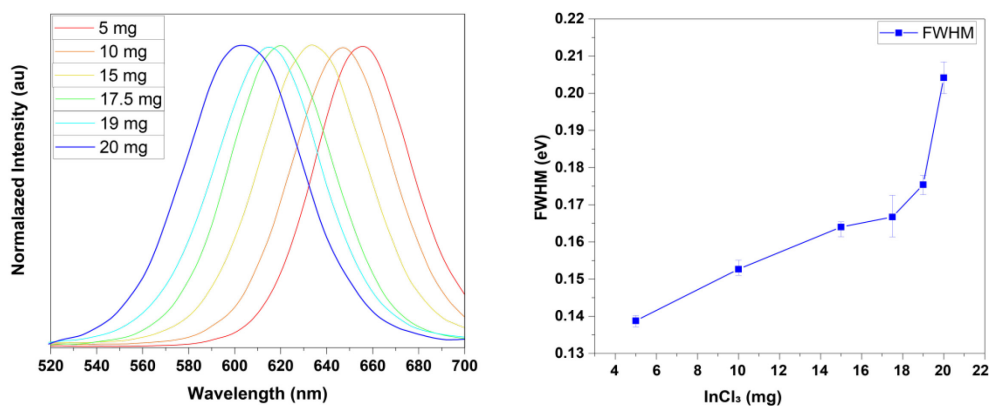 Normalazed Intensity (au)
5 mg
10 mg
15 mg
17.5 mg
19 mg
20 mg
520 540 560 580 600 620 640 660 680 700
Wavelength (nm)
FWHM (eV)
0.22
0.21
0.20
0.19
0.18
0.17
0.16
0.15
0.14
0.13
FWHM
4 6 8 10 12 14 16 18 20 22
InCl₃ (mg)